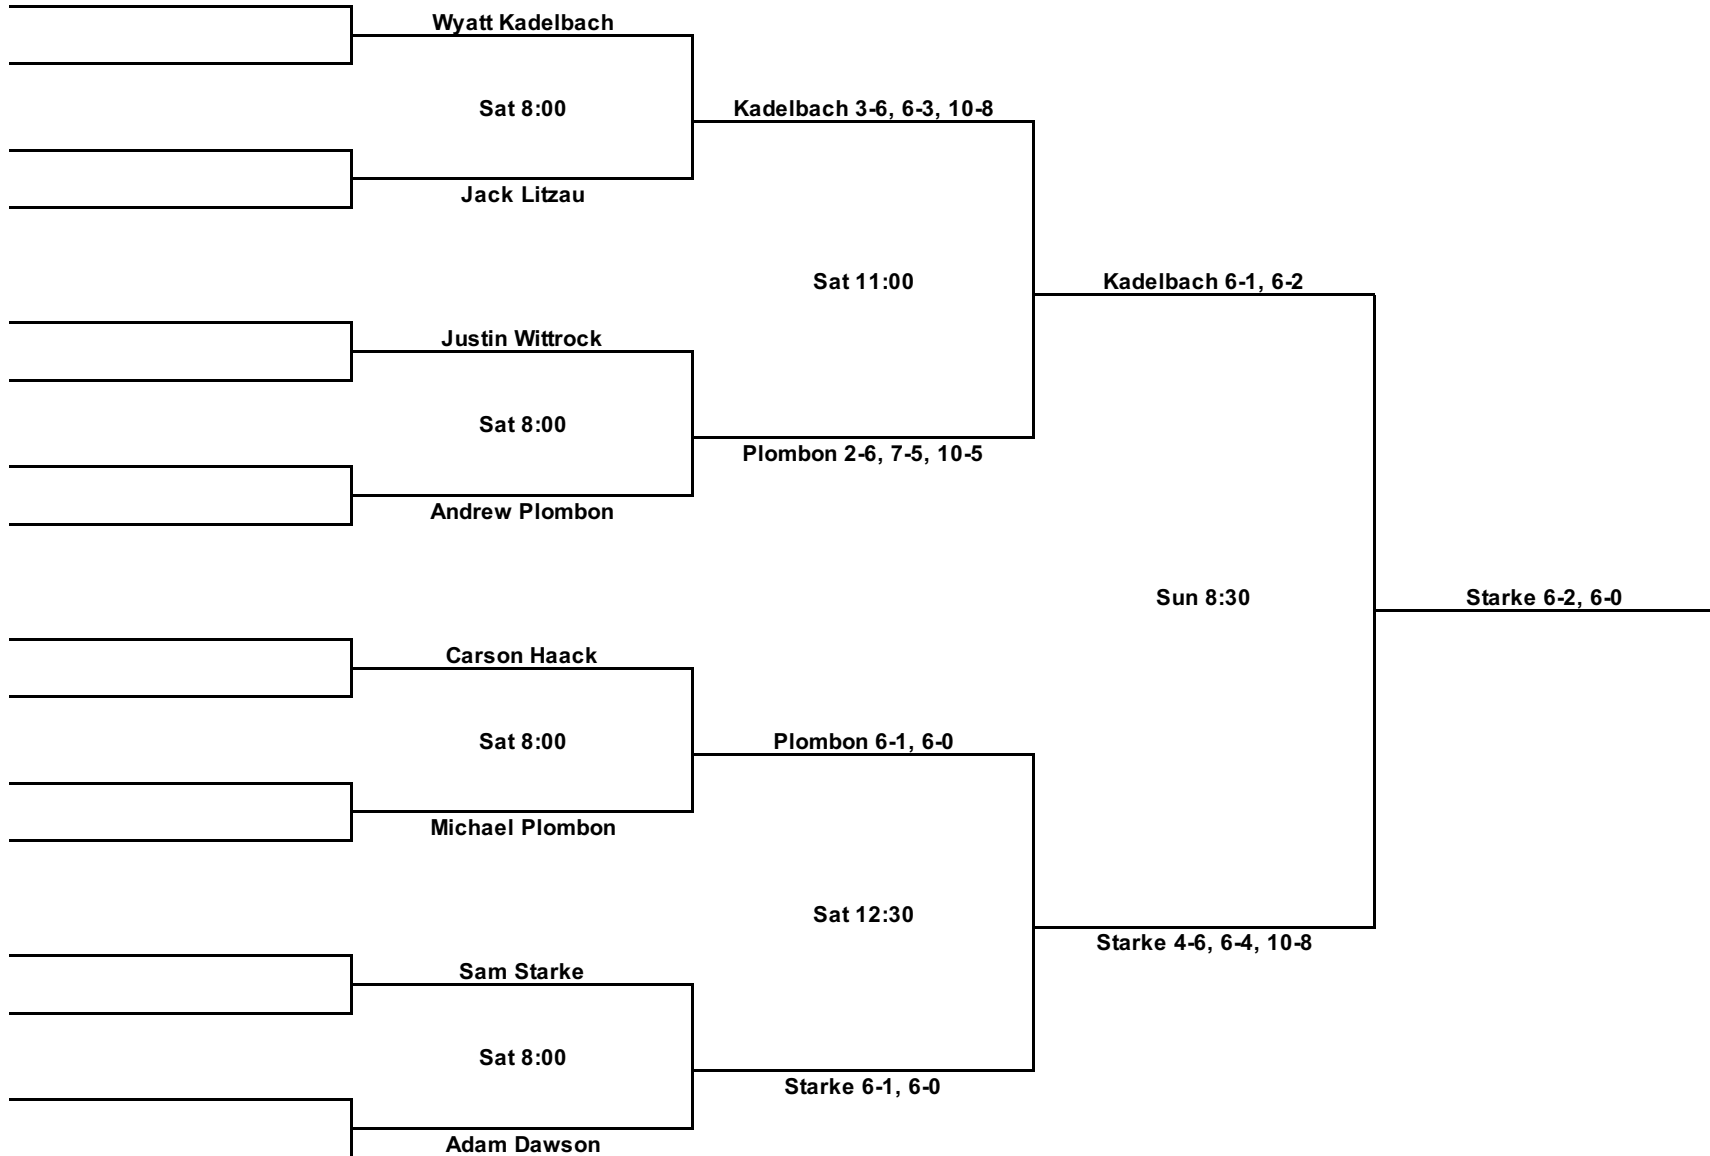 Wyatt Kadelbach
Sat 8:00
Kadelbach 3-6, 6-3, 10-8
Jack Litzau
Sat 11:00
Kadelbach 6-1, 6-2
Justin Wittrock
Sat 8:00
Plombon 2-6, 7-5, 10-5
Andrew Plombon
Sun 8:30
Starke 6-2, 6-0
Carson Haack
Sat 8:00
Plombon 6-1, 6-0
Michael Plombon
Sat 12:30
Starke 4-6, 6-4, 10-8
Sam Starke
Sat 8:00
Starke 6-1, 6-0
Adam Dawson